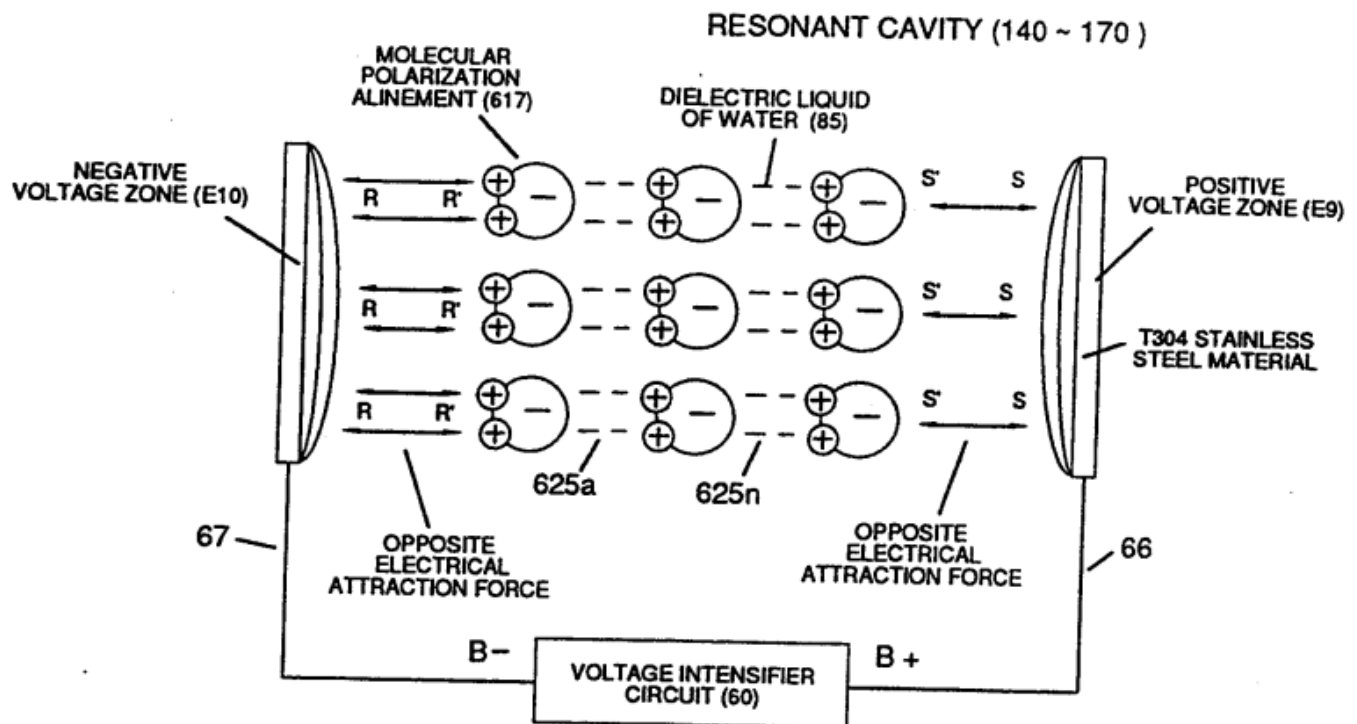 RESONANT CAVITY (140 ~ 170 )
MOLECULAR
POLARIZATION
ALINEMENT (617)
DIELECTRIC LIQUID
OF WATER (85)
NEGATIVE
VOLTAGE ZONE (E10)
POSITIVE
VOLTAGE ZONE (E9)
R R' + + − + + − + + − S' S
R R' + + − + + − + + − S' S
T304 STAINLESS
STEEL MATERIAL
R R' + + − + + − + + − S' S
625a
625n
67
OPPOSITE
ELECTRICAL
ATTRACTION FORCE
OPPOSITE
ELECTRICAL
ATTRACTION FORCE
66
B−
B +
VOLTAGE INTENSIFIER
CIRCUIT (60)